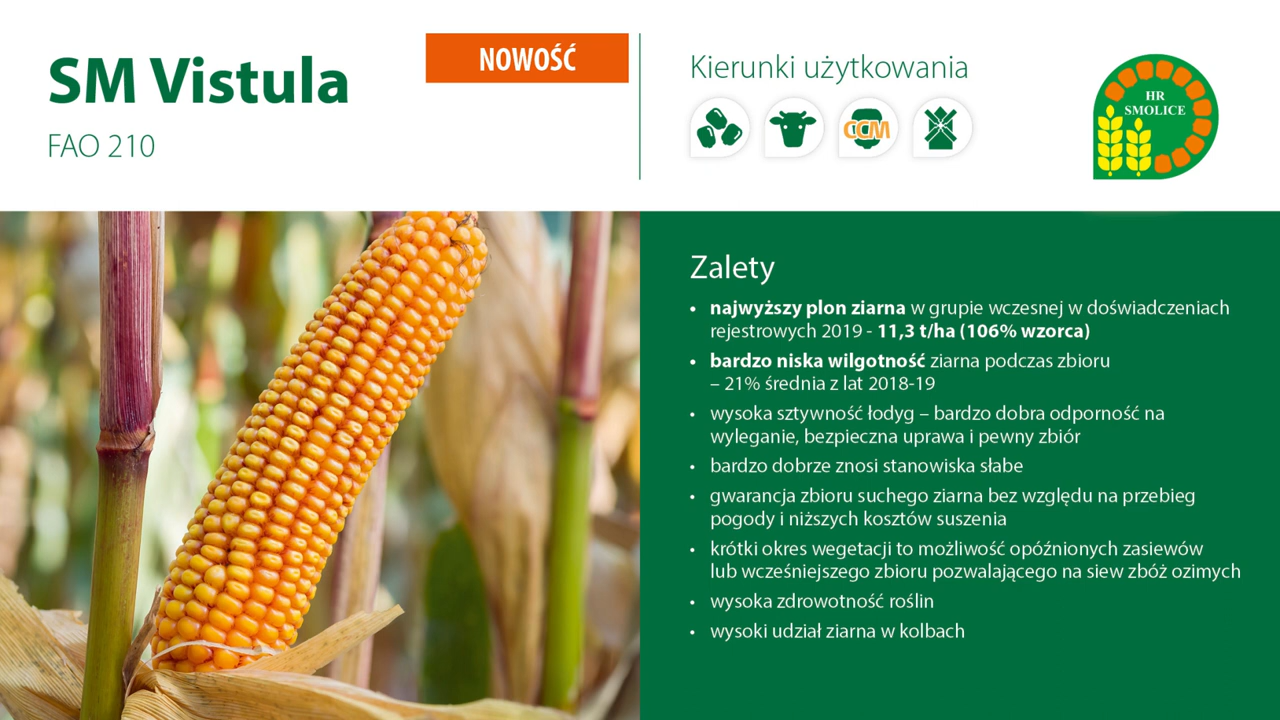 SM Vistula
FAO 210
NOWOŚĆ
Kierunki użytkowania
CCM
HR
SMOLICE
Zalety
• najwyższy plon ziarna w grupie wczesnej w doświadczeniach
rejestrowych 2019 - 11,3 t/ha (106% wzorca)
• bardzo niska wilgotność ziarna podczas zbioru
– 21% średnia z lat 2018-19
• wysoka sztywność łodyg – bardzo dobra odporność na
wyleganie, bezpieczna uprawa i pewny zbiór
• bardzo dobrze znosi stanowiska słabe
• gwarancja zbioru suchego ziarna bez względu na przebieg
pogody i niższych kosztów suszenia
• krótki okres wegetacji to możliwość opóźnionych zasiewów
lub wcześniejszego zbioru pozwalającego na siew zbóż ozimych
• wysoka zdrowotność roślin
• wysoki udział ziarna w kolbach